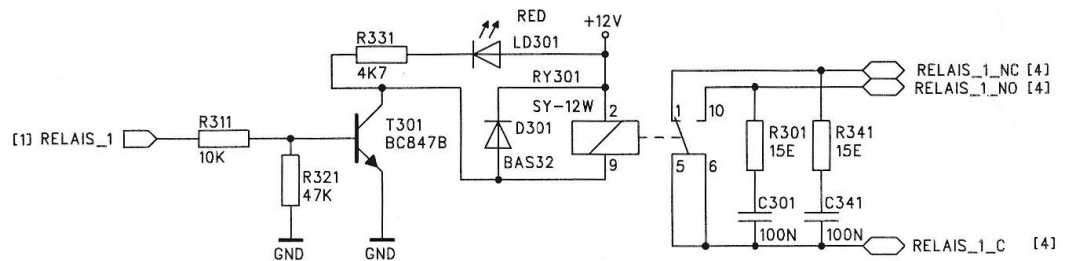 RED
+12V
R331
LD301
4K7
RY301
RELAIS_1_NC [4]
RELAIS_1_NO [4]
SY-12W
2
1
10
[1] RELAIS_1
R311
10K
T301
BC847B
D301
R301
15E
R341
15E
R321
47K
BAS32
9
5
6
C301
C341
100N
100N
GND
GND
RELAIS_1_C [4]